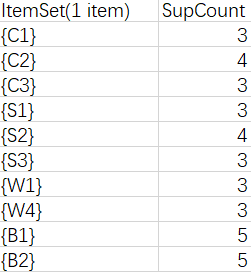 ItemSet(1 item) SupCount
{C1} 3
{C2} 4
{C3} 3
{S1} 3
{S2} 4
{S3} 3
{W1} 3
{W4} 3
{B1} 5
{B2} 5